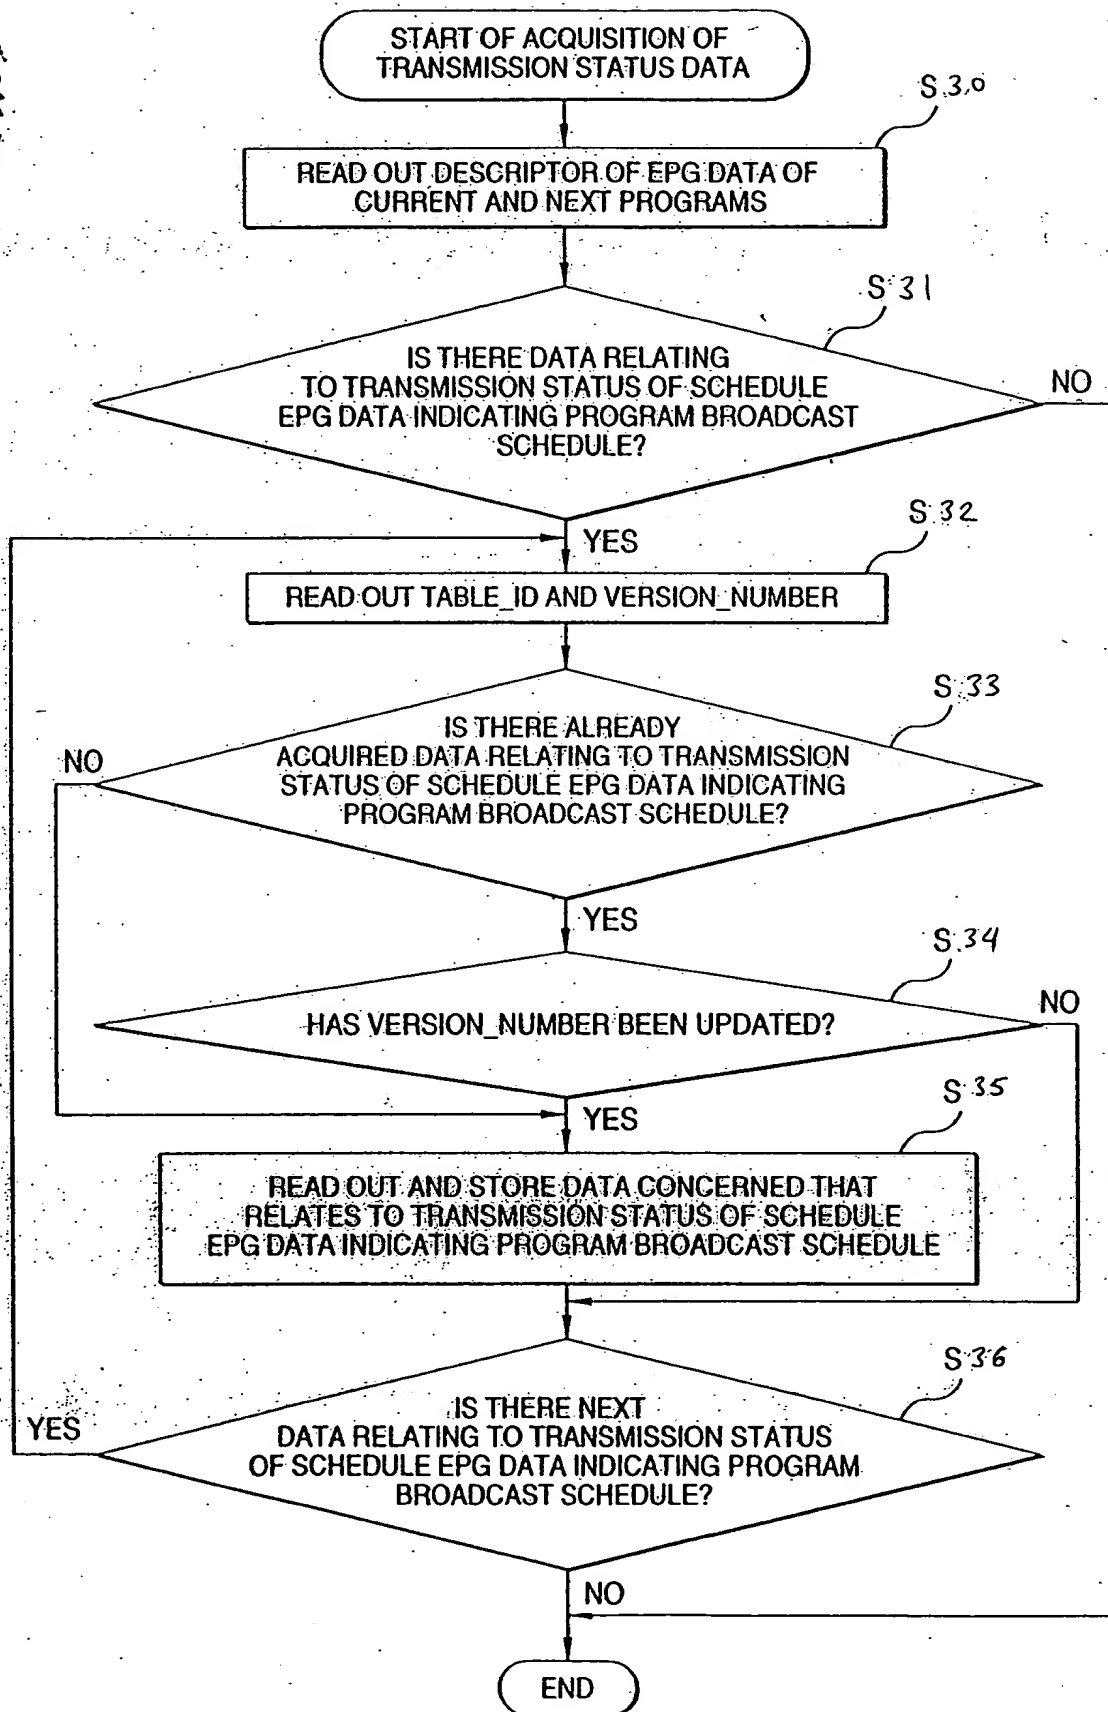 START OF ACQUISITION OF
TRANSMISSION STATUS DATA
S30
READ OUT DESCRIPTOR OF EPG DATA OF
CURRENT AND NEXT PROGRAMS
S31
IS THERE DATA RELATING
TO TRANSMISSION STATUS OF SCHEDULE
EPG DATA INDICATING PROGRAM BROADCAST
SCHEDULE?
NO
YES
S32
READ OUT TABLE_ID AND VERSION_NUMBER
S33
IS THERE ALREADY
ACQUIRED DATA RELATING TO TRANSMISSION
STATUS OF SCHEDULE EPG DATA INDICATING
PROGRAM BROADCAST SCHEDULE?
NO
YES
S34
HAS VERSION_NUMBER BEEN UPDATED?
NO
YES
S35
READ OUT AND STORE DATA CONCERNED THAT
RELATES TO TRANSMISSION STATUS OF SCHEDULE
EPG DATA INDICATING PROGRAM BROADCAST SCHEDULE
S36
IS THERE NEXT
DATA RELATING TO TRANSMISSION STATUS
OF SCHEDULE EPG DATA INDICATING PROGRAM
BROADCAST SCHEDULE?
YES
NO
END